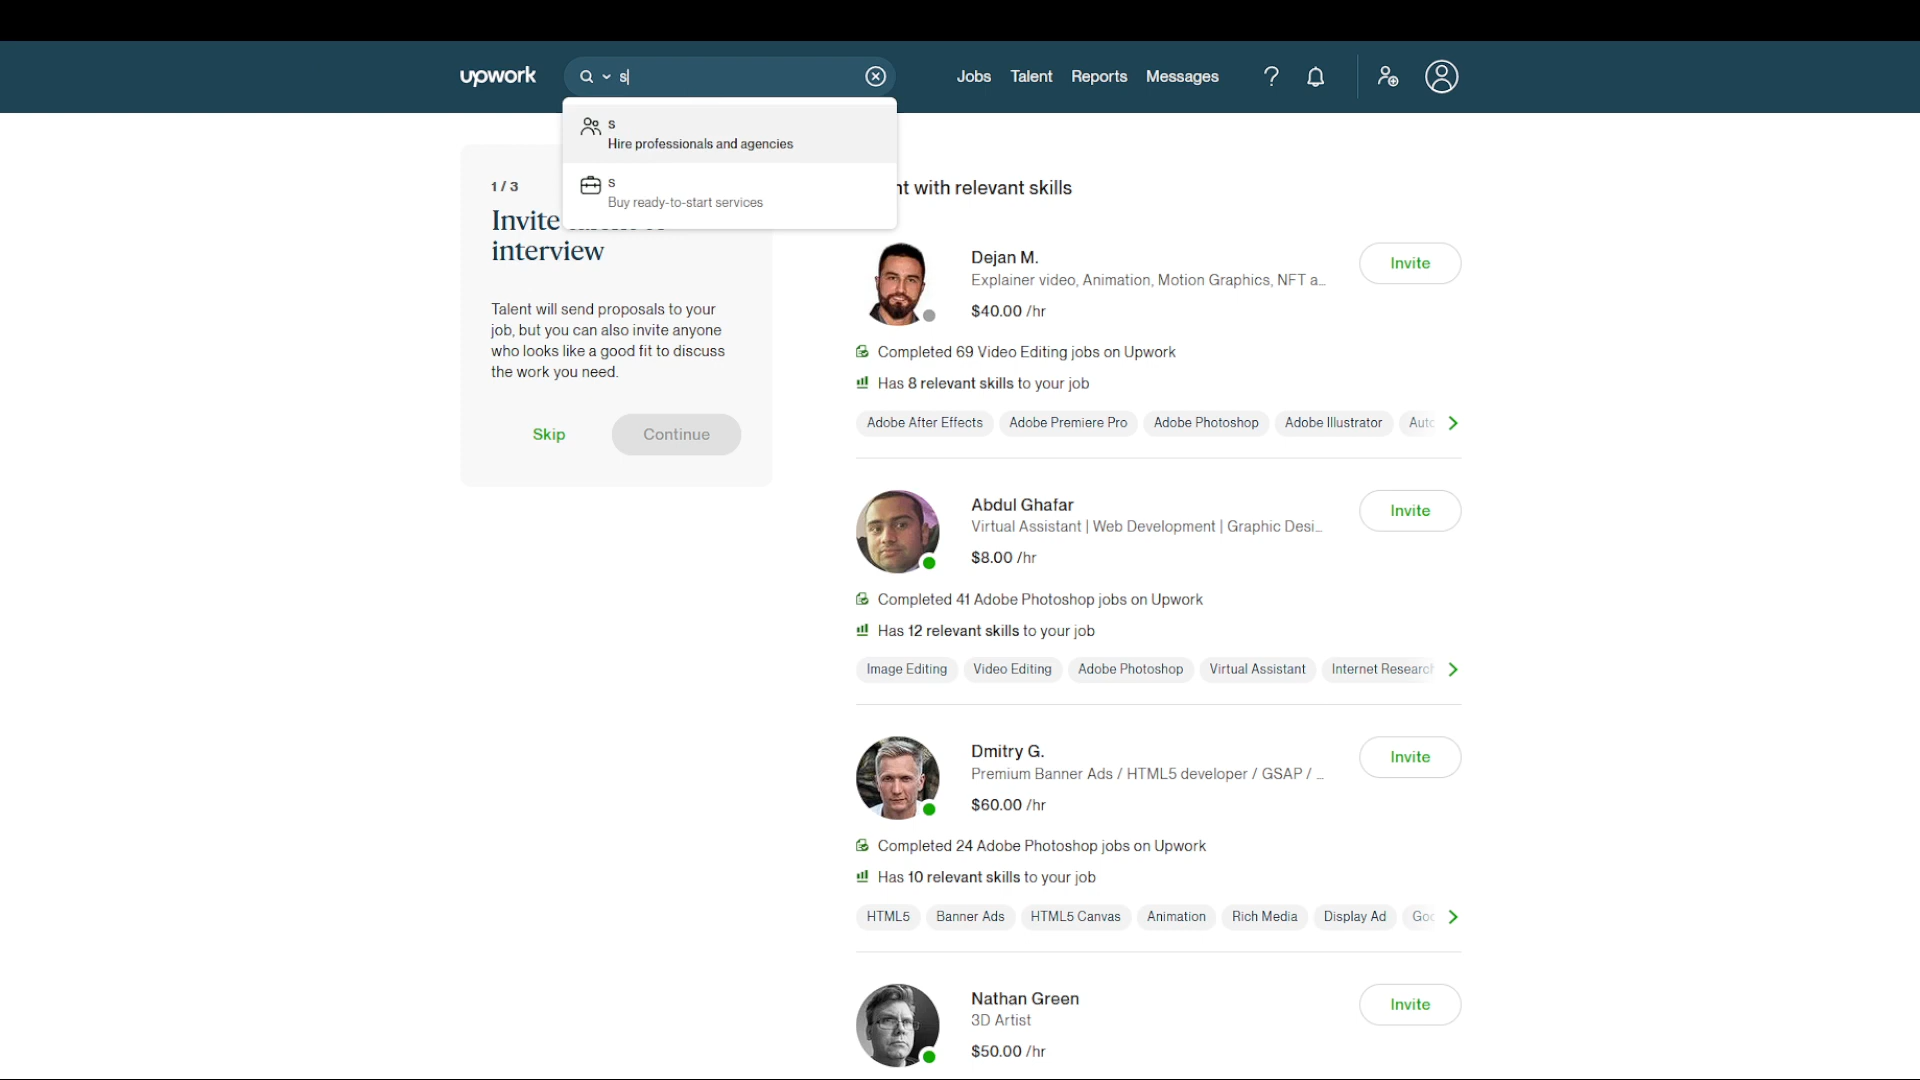 upwork
s
Jobs
Talent
Reports
Messages
s
Hire professionals and agencies
s
Buy ready-to-start services
1 / 3
Invite
interview
Talent will send proposals to your
job, but you can also invite anyone
who looks like a good fit to discuss
the work you need.
Skip
Continue
nt with relevant skills
Dejan M.
Explainer video, Animation, Motion Graphics, NFT a...
$40.00 /hr
Invite
Completed 69 Video Editing jobs on Upwork
Has 8 relevant skills to your job
Adobe After Effects
Adobe Premiere Pro
Adobe Photoshop
Adobe Illustrator
Auto
Abdul Ghafar
Virtual Assistant | Web Development | Graphic Desi...
$8.00 /hr
Invite
Completed 41 Adobe Photoshop jobs on Upwork
Has 12 relevant skills to your job
Image Editing
Video Editing
Adobe Photoshop
Virtual Assistant
Internet Research
Dmitry G.
Premium Banner Ads / HTML5 developer / GSAP / ...
$60.00 /hr
Invite
Completed 24 Adobe Photoshop jobs on Upwork
Has 10 relevant skills to your job
HTML5
Banner Ads
HTML5 Canvas
Animation
Rich Media
Display Ad
Goo
Nathan Green
3D Artist
$50.00 /hr
Invite